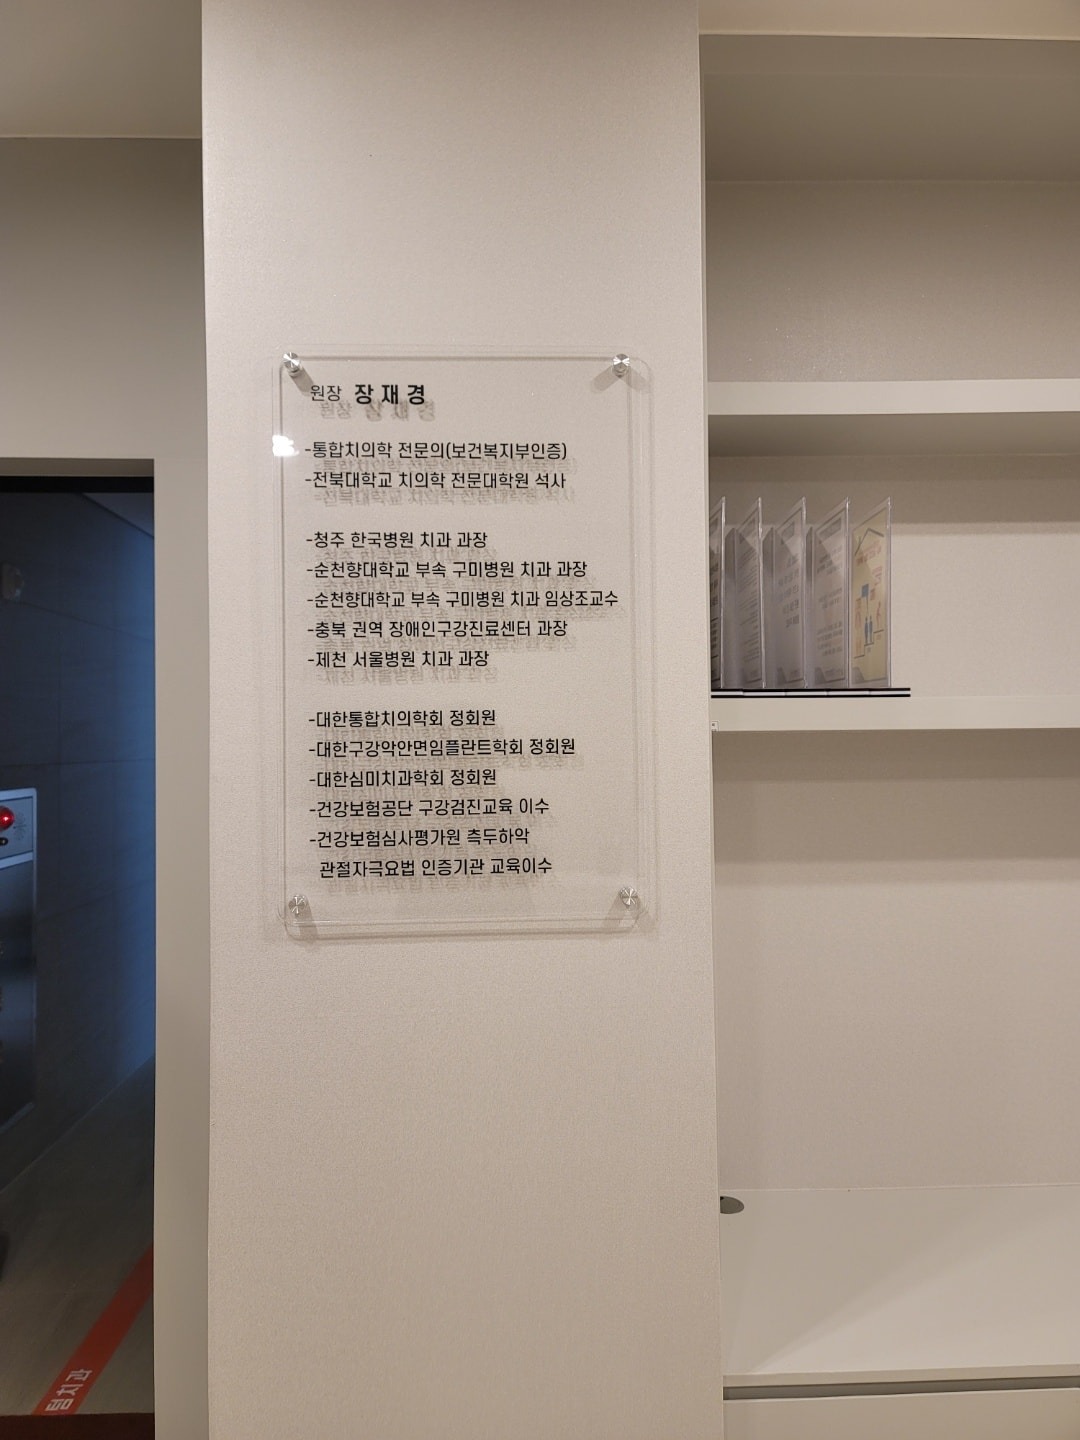 원장 장재경
-통합치의학 전문의(보건복지부인증)
-전북대학교 치의학 전문대학원 석사
-청주 한국병원 치과 과장
-순천향대학교 부속 구미병원 치과 과장
-순천향대학교 부속 구미병원 치과 임상조교수
-충북 권역 장애인구강진료센터 과장
-제천 서울병원 치과 과장
-대한통합치의학회 정회원
-대한구강악안면임플란트학회 정회원
-대한심미치과학회 정회원
-건강보험공단 구강검진교육 이수
-건강보험심사평가원 측두하악
관절자극요법 인증기관 교육이수
텀치과